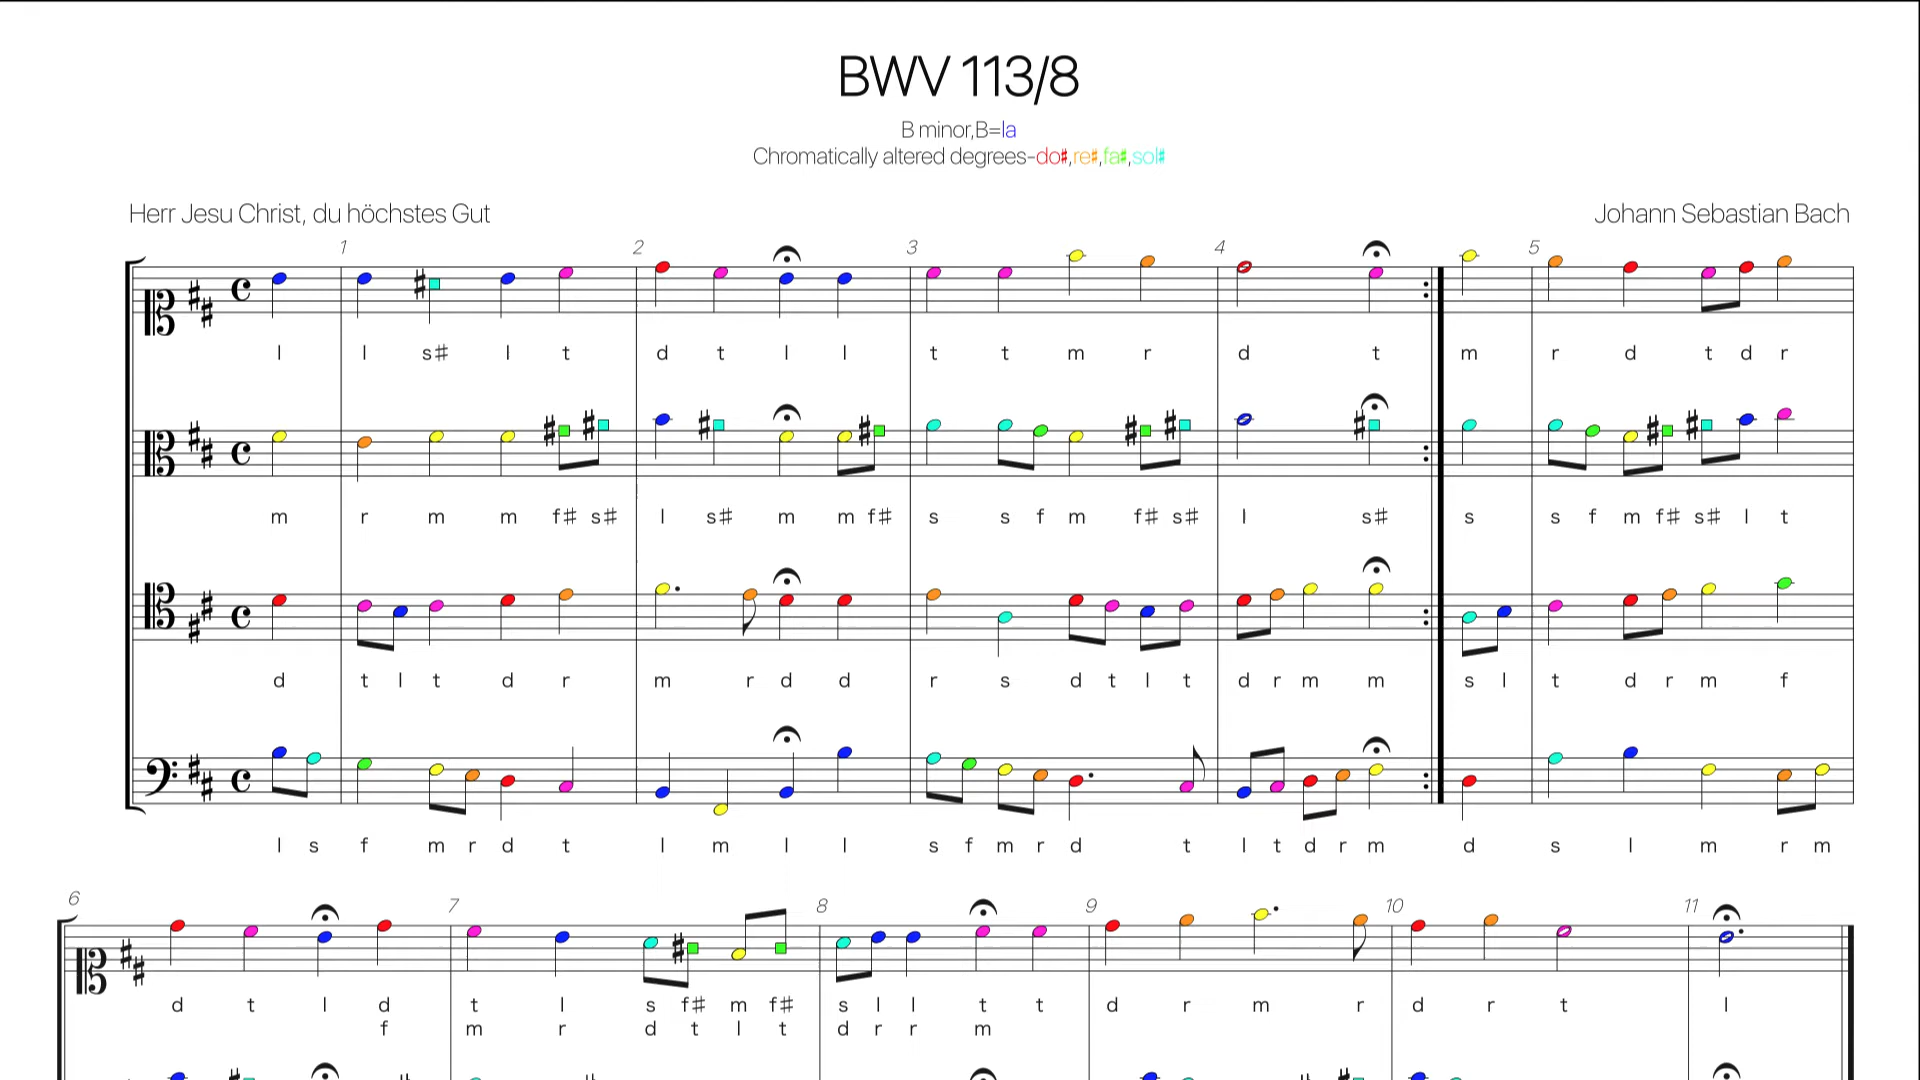 BWV 113/8
B minor,B=la
Chromatically altered degrees-do♯,re♯,fa♯,sol♯
Herr Jesu Christ, du höchstes Gut
Johann Sebastian Bach
1 2 3 4 5
l l s♯ l t d t l l t t m r d t m r d t d r
m r m m f♯ s♯ l s♯ m m f♯ s s f m f♯ s♯ l s♯ s s f m f♯ s♯ l t
d t l t d r m r d d r s d t l t d r m m s l t d r m f
l s f m r d t l m l l s f m r d t l t d r m d s l m r m
6 7 8 9 10 11
d t l d t l s f♯ m f♯ s l l t t d r m r d r t l
f m r d t l t d r r m